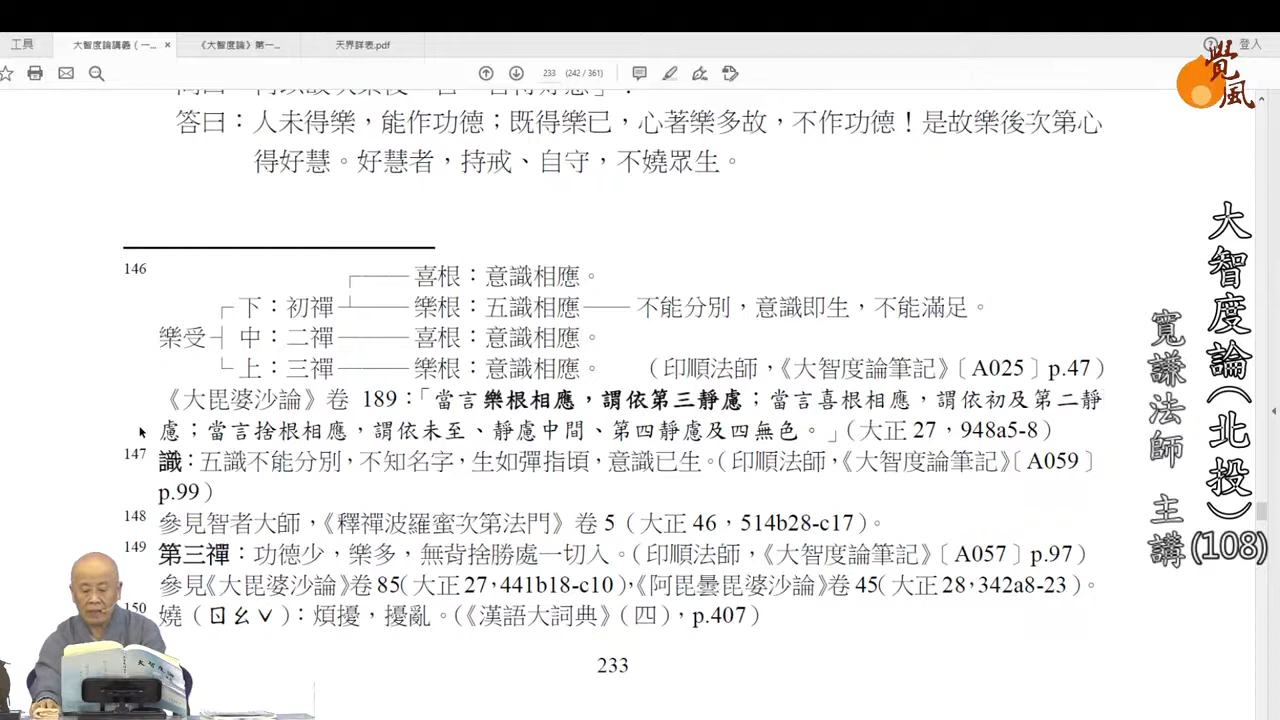 工具
大智度論講義（一... ×
《大智度論》第一...
天界詳表.pdf
登入
233 (242 / 361)
答曰：人未得樂，能作功德；既得樂已，心著樂多故，不作功德！是故樂後次第心
得好慧。好慧者，持戒、自守，不嬈眾生。
146
喜根：意識相應。
下：初禪 樂根：五識相應 不能分別，意識即生，不能滿足。
樂受 中：二禪 喜根：意識相應。
上：三禪 樂根：意識相應。 （印順法師，《大智度論筆記》〔A025〕p.47）
《大毘婆沙論》卷 189：「當言樂根相應，謂依第三靜慮；當言喜根相應，謂依初及第二靜
慮；當言捨根相應，謂依未至、靜慮中間、第四靜慮及四無色。」（大正 27，948a5-8）
147 識：五識不能分別，不知名字，生如彈指頃，意識已生。（印順法師，《大智度論筆記》〔A059〕
p.99）
148 參見智者大師，《釋禪波羅蜜次第法門》卷 5（大正 46，514b28-c17）。
149 第三禪：功德少，樂多，無背捨勝處一切入。（印順法師，《大智度論筆記》〔A057〕p.97）
參見《大毘婆沙論》卷 85（大正 27，441b18-c10）；《阿毘曇毘婆沙論》卷 45（大正 28，342a8-23）。
150 嬈（ㄖㄠˇ）：煩擾，擾亂。（《漢語大詞典》（四），p.407）
233
覺風
大智度論（北投）(108)
寬謙法師 主講